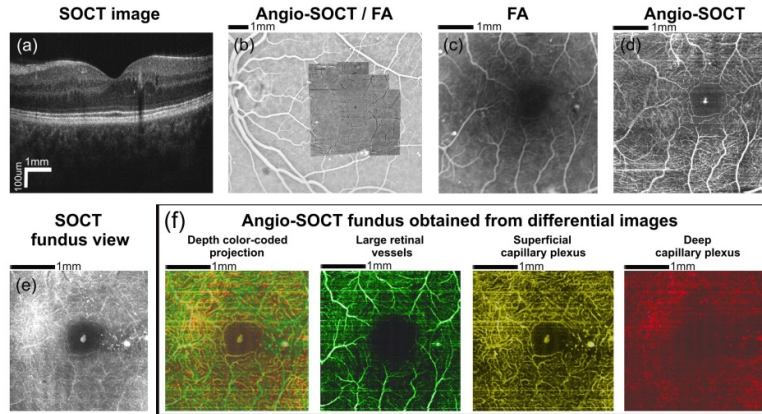 SOCT image
Angio-SOCT / FA
FA
Angio-SOCT
1mm
1mm
1mm
(a)
(b)
(c)
(d)
1mm
100um
SOCT
fundus view
(f)
Angio-SOCT fundus obtained from differential images
Depth color-coded
projection
Large retinal
vessels
Superficial
capillary plexus
Deep
capillary plexus
1mm
1mm
1mm
1mm
1mm
(e)